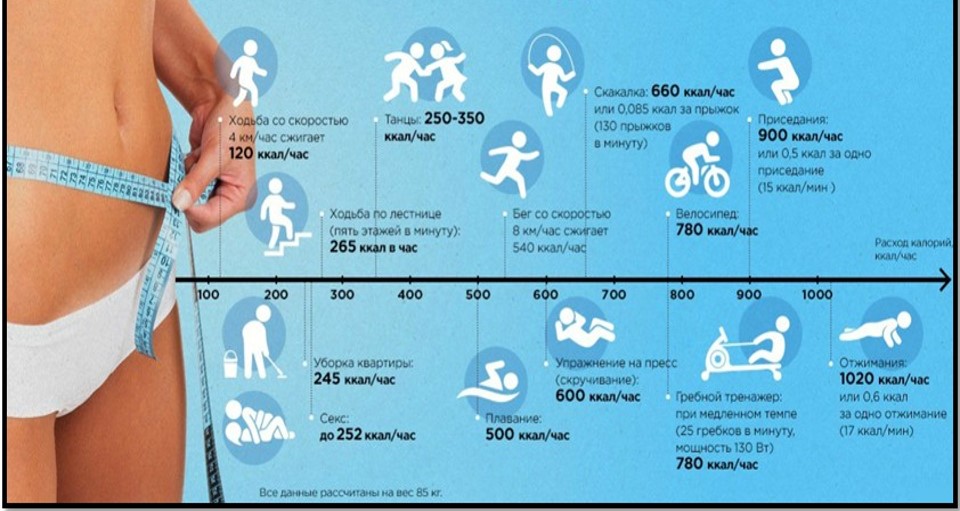 Ходьба со скоростью
4 км/час сжигает
120 ккал/час
Танцы: 250-350
ккал/час
Скакалка: 660 ккал/час
или 0,085 ккал за прыжок
(130 прыжков
в минуту)
Приседания:
900 ккал/час
или 0,5 ккал за одно
приседание
(15 ккал/мин )
Ходьба по лестнице
(пять этажей в минуту):
265 ккал в час
Бег со скоростью
8 км/час сжигает
540 ккал/час
Велосипед:
780 ккал/час
Расход калорий,
ккал/час
100 200 300 400 500 600 700 800 900 1000
Уборка квартиры:
245 ккал/час
Секс:
до 252 ккал/час
Плавание:
500 ккал/час
Упражнение на пресс
(скручивание):
600 ккал/час
Гребной тренажер:
при медленном темпе
(25 гребков в минуту,
мощность 130 Вт)
780 ккал/час
Отжимания:
1020 ккал/час
или 0,6 ккал
за одно отжимание
(17 ккал/мин)
Все данные рассчитаны на вес 85 кг.